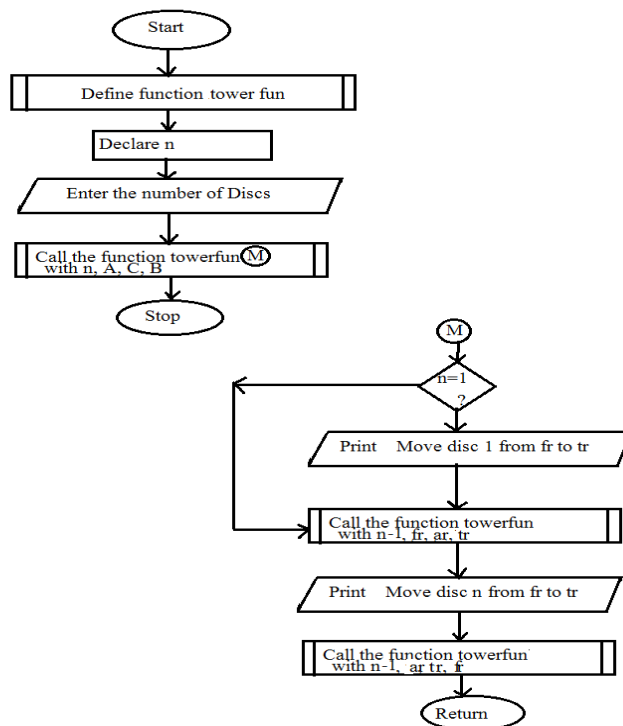 Start
Define function tower fun
Declare n
Enter the number of Discs
Call the function towerfun M
with n, A, C, B
Stop
M
n=1
?
Print Move disc 1 from fr to tr
Call the function towerfun
with n-1, fr, ar, tr
Print Move disc n from fr to tr
Call the function towerfun
with n-1, ar tr, fr
Return